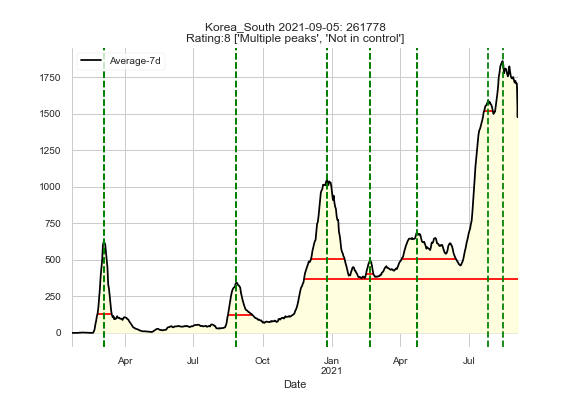 Korea_South 2021-09-05: 261778
Rating:8 ['Multiple peaks', 'Not in control']
Average-7d
1750
1500
1250
1000
750
500
250
0
Apr
Jul
Oct
Jan
2021
Apr
Jul
Date